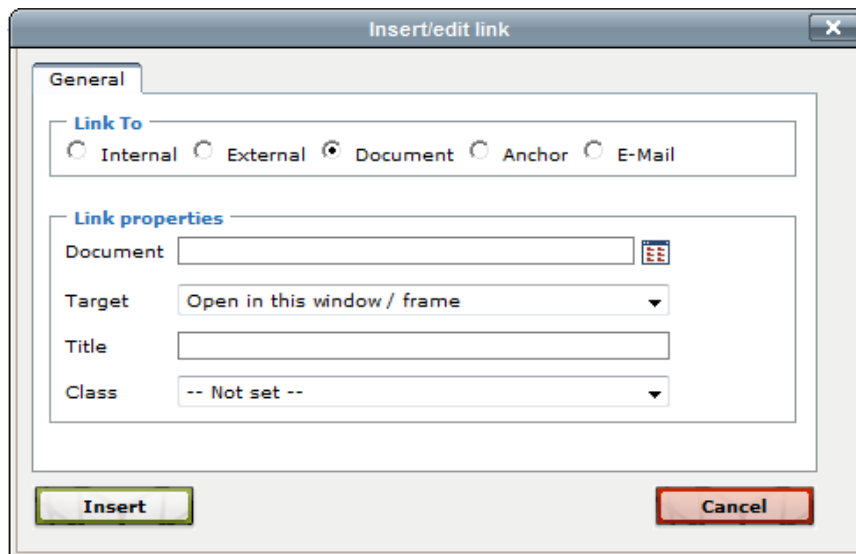 Insert/edit link
General
Link To
Internal External Document Anchor E-Mail
Link properties
Document
Target Open in this window / frame
Title
Class -- Not set --
Insert Cancel